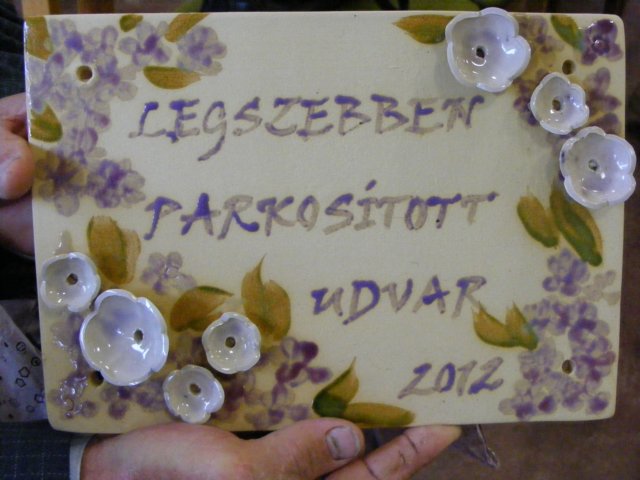 LEGSZEBBEN
PARKOSÍTOTT
UDVAR
2012